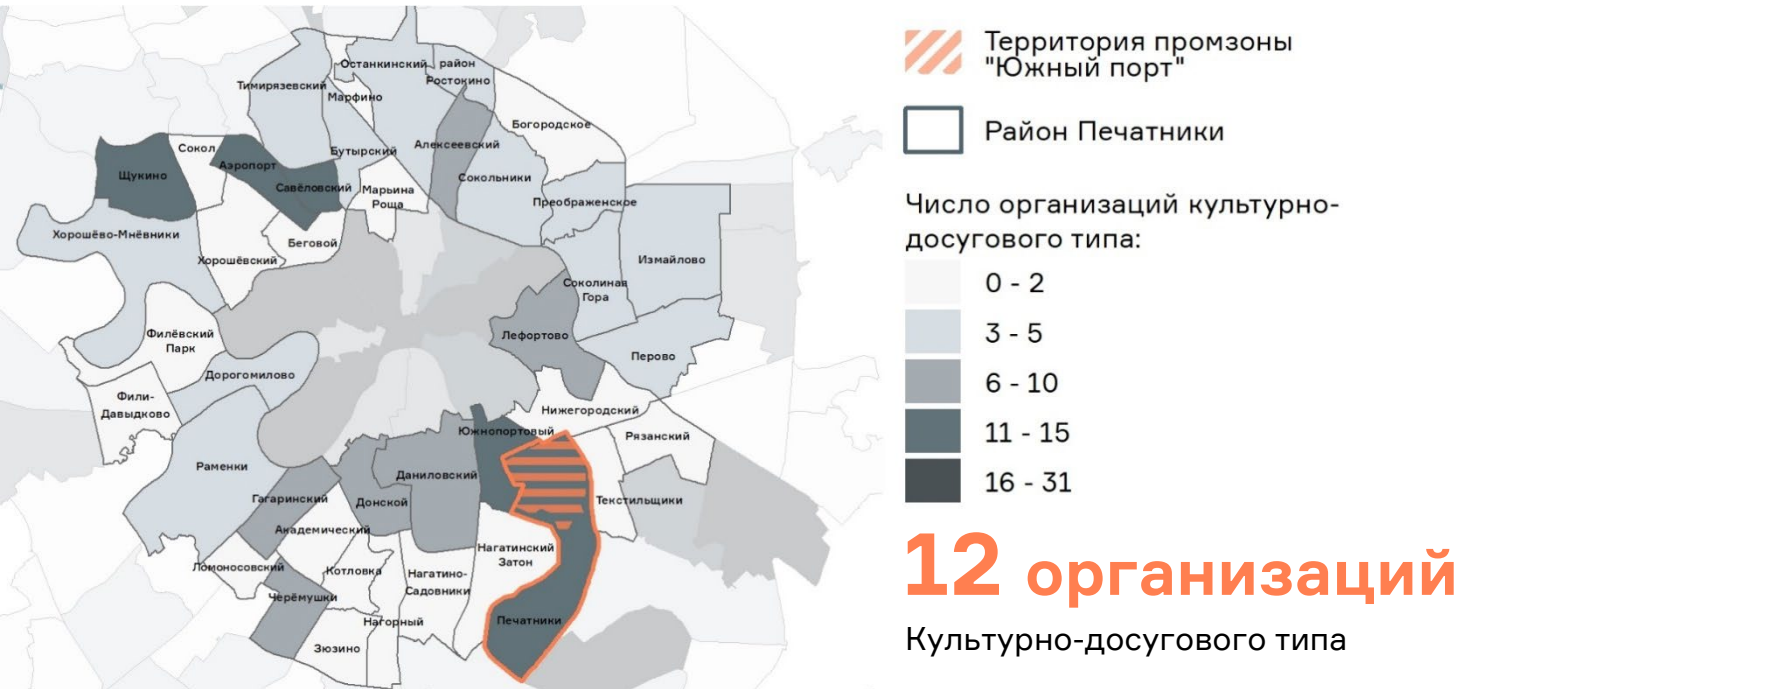 Останкинский
район
Ростокино
Тимирязевский
Марфино
Богородское
Сокол
Бутырский
Алексеевский
Аэропорт
Щукино
Савёловский
Марьина
Роща
Сокольники
Преображенское
Хорошёво-Мнёвники
Беговой
Хорошёвский
Измайлово
Соколиная
Гора
Филёвский
Парк
Лефортово
Перово
Дорогомилово
Фили-
Давыдково
Нижегородский
Южнопортовый
Рязанский
Раменки
Даниловский
Гагаринский
Донской
Текстильщики
Академический
Нагатинский
Затон
Ломоносовский
Котловка
Нагатино-
Садовники
Черёмушки
Нагорный
Печатники
Зюзино
Территория промзоны
"Южный порт"
Район Печатники
Число организаций культурно-
досугового типа:
0 - 2
3 - 5
6 - 10
11 - 15
16 - 31
12 организаций
Культурно-досугового типа